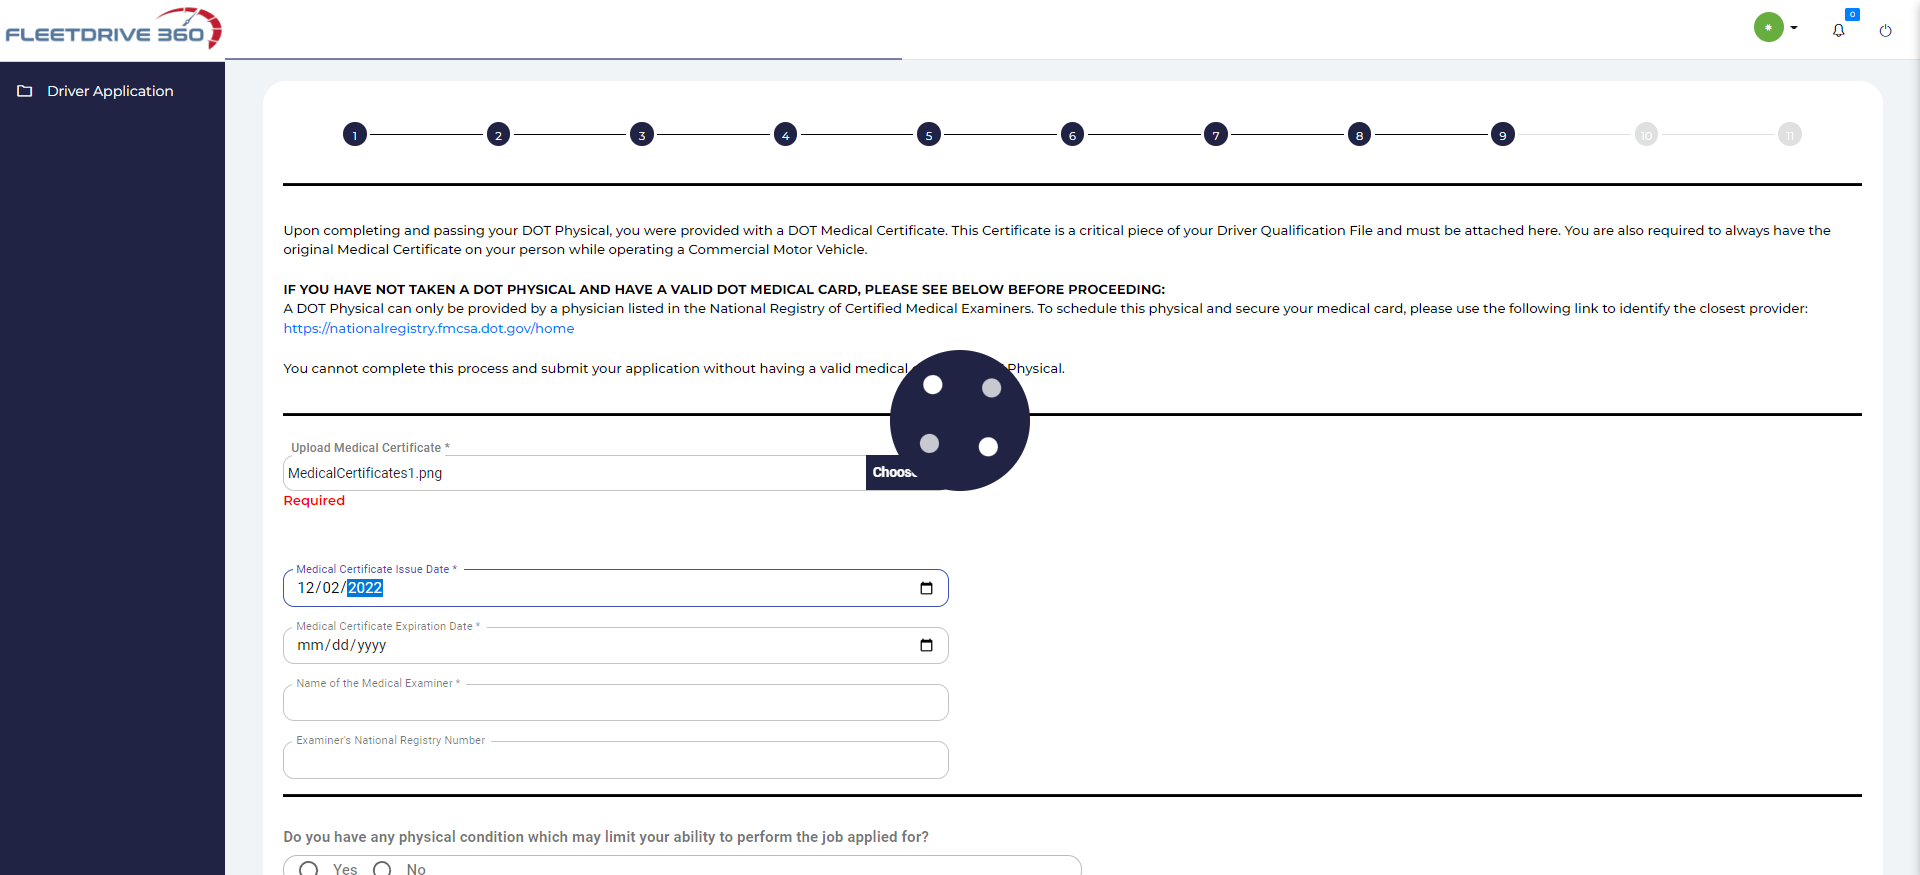 FLEETDRIVE 360
0
Driver Application
1 2 3 4 5 6 7 8 9 10 11
Upon completing and passing your DOT Physical, you were provided with a DOT Medical Certificate. This Certificate is a critical piece of your Driver Qualification File and must be attached here. You are also required to always have the
original Medical Certificate on your person while operating a Commercial Motor Vehicle.
IF YOU HAVE NOT TAKEN A DOT PHYSICAL AND HAVE A VALID DOT MEDICAL CARD, PLEASE SEE BELOW BEFORE PROCEEDING:
A DOT Physical can only be provided by a physician listed in the National Registry of Certified Medical Examiners. To schedule this physical and secure your medical card, please use the following link to identify the closest provider:
https://nationalregistry.fmcsa.dot.gov/home
You cannot complete this process and submit your application without having a valid medical Physical.
Upload Medical Certificate *
MedicalCertificates1.png
Choose
Required
Medical Certificate Issue Date *
12/02/2022
Medical Certificate Expiration Date *
mm/dd/yyyy
Name of the Medical Examiner *
Examiner's National Registry Number
Do you have any physical condition which may limit your ability to perform the job applied for?
Yes No